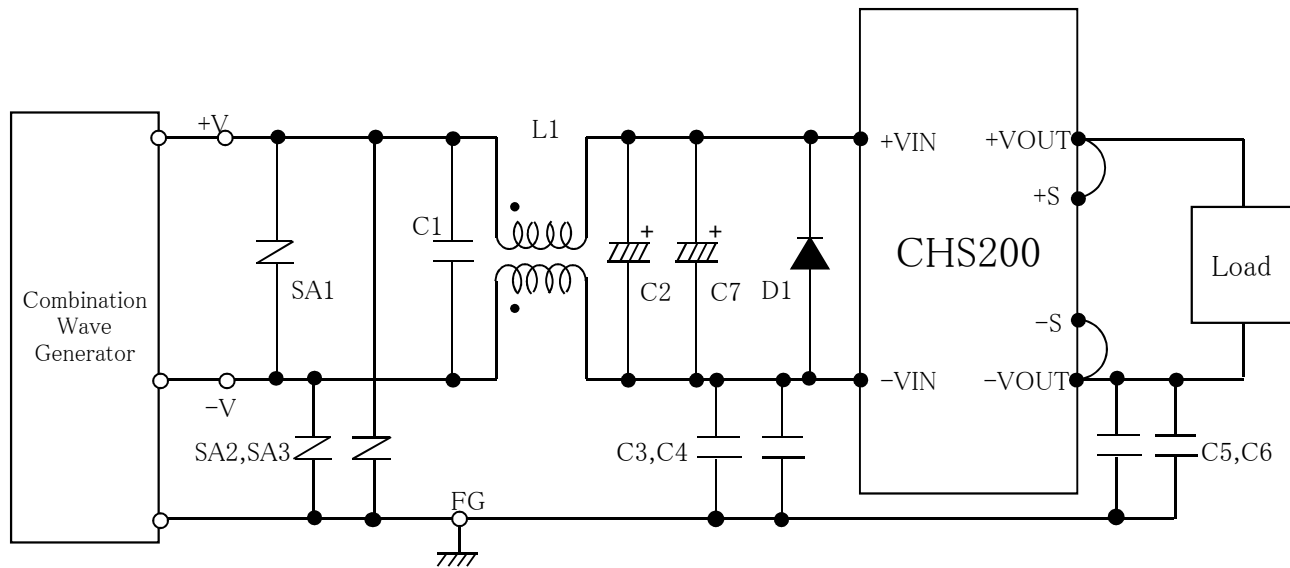 Combination
Wave
Generator
+V
-V
SA1
SA2,SA3
FG
C1
L1
+
C2
+
C7
D1
C3,C4
+VIN
-VIN
CHS200
+VOUT
+S
-S
-VOUT
Load
C5,C6